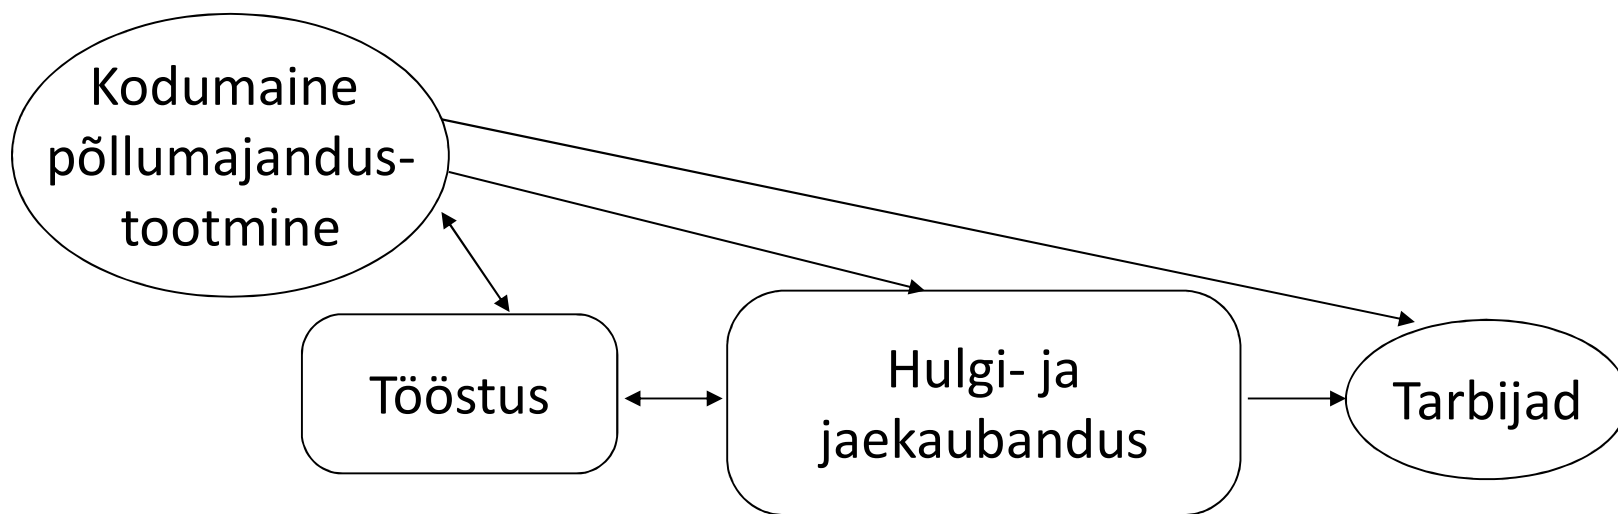 Kodumaine
põllumajandus-
tootmine
Tööstus
Hulgi- ja
jaekaubandus
Tarbijad